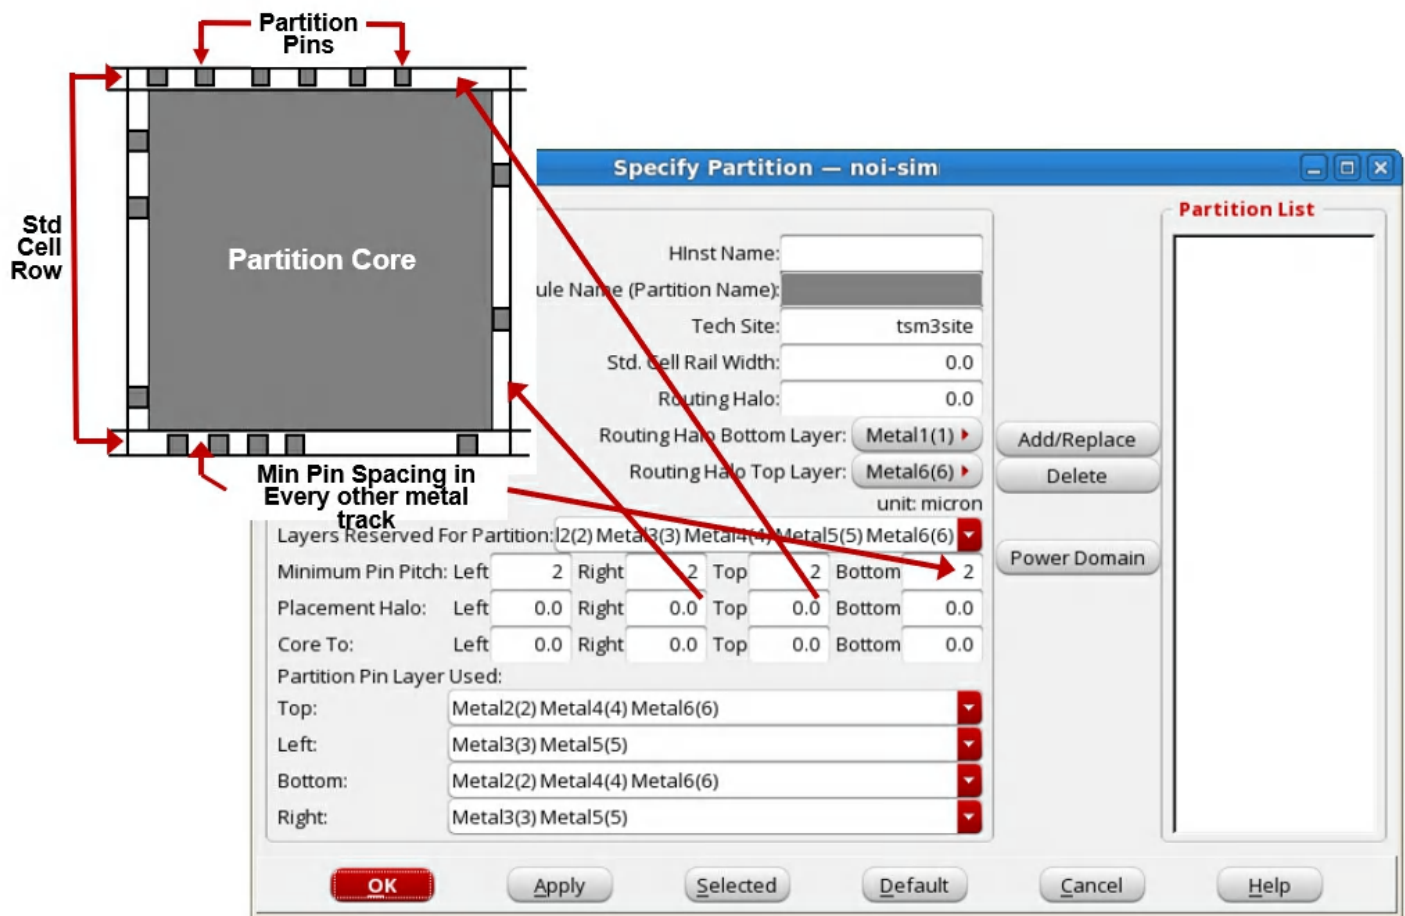 Partition
Pins
Std
Cell
Row
Partition Core
Min Pin Spacing in
Every other metal
track
Specify Partition — noi-sim
Partition List
HInst Name:
ule Name (Partition Name):
Tech Site: tsm3site
Std. Cell Rail Width: 0.0
Routing Halo: 0.0
Routing Halo Bottom Layer: Metal1(1)
Routing Halo Top Layer: Metal6(6)
unit: micron
Add/Replace
Delete
Power Domain
Layers Reserved For Partition: l2(2) Metal3(3) Metal4(4) Metal5(5) Metal6(6)
Minimum Pin Pitch: Left 2 Right 2 Top 2 Bottom 2
Placement Halo: Left 0.0 Right 0.0 Top 0.0 Bottom 0.0
Core To: Left 0.0 Right 0.0 Top 0.0 Bottom 0.0
Partition Pin Layer Used:
Top: Metal2(2) Metal4(4) Metal6(6)
Left: Metal3(3) Metal5(5)
Bottom: Metal2(2) Metal4(4) Metal6(6)
Right: Metal3(3) Metal5(5)
OK Apply Selected Default Cancel Help